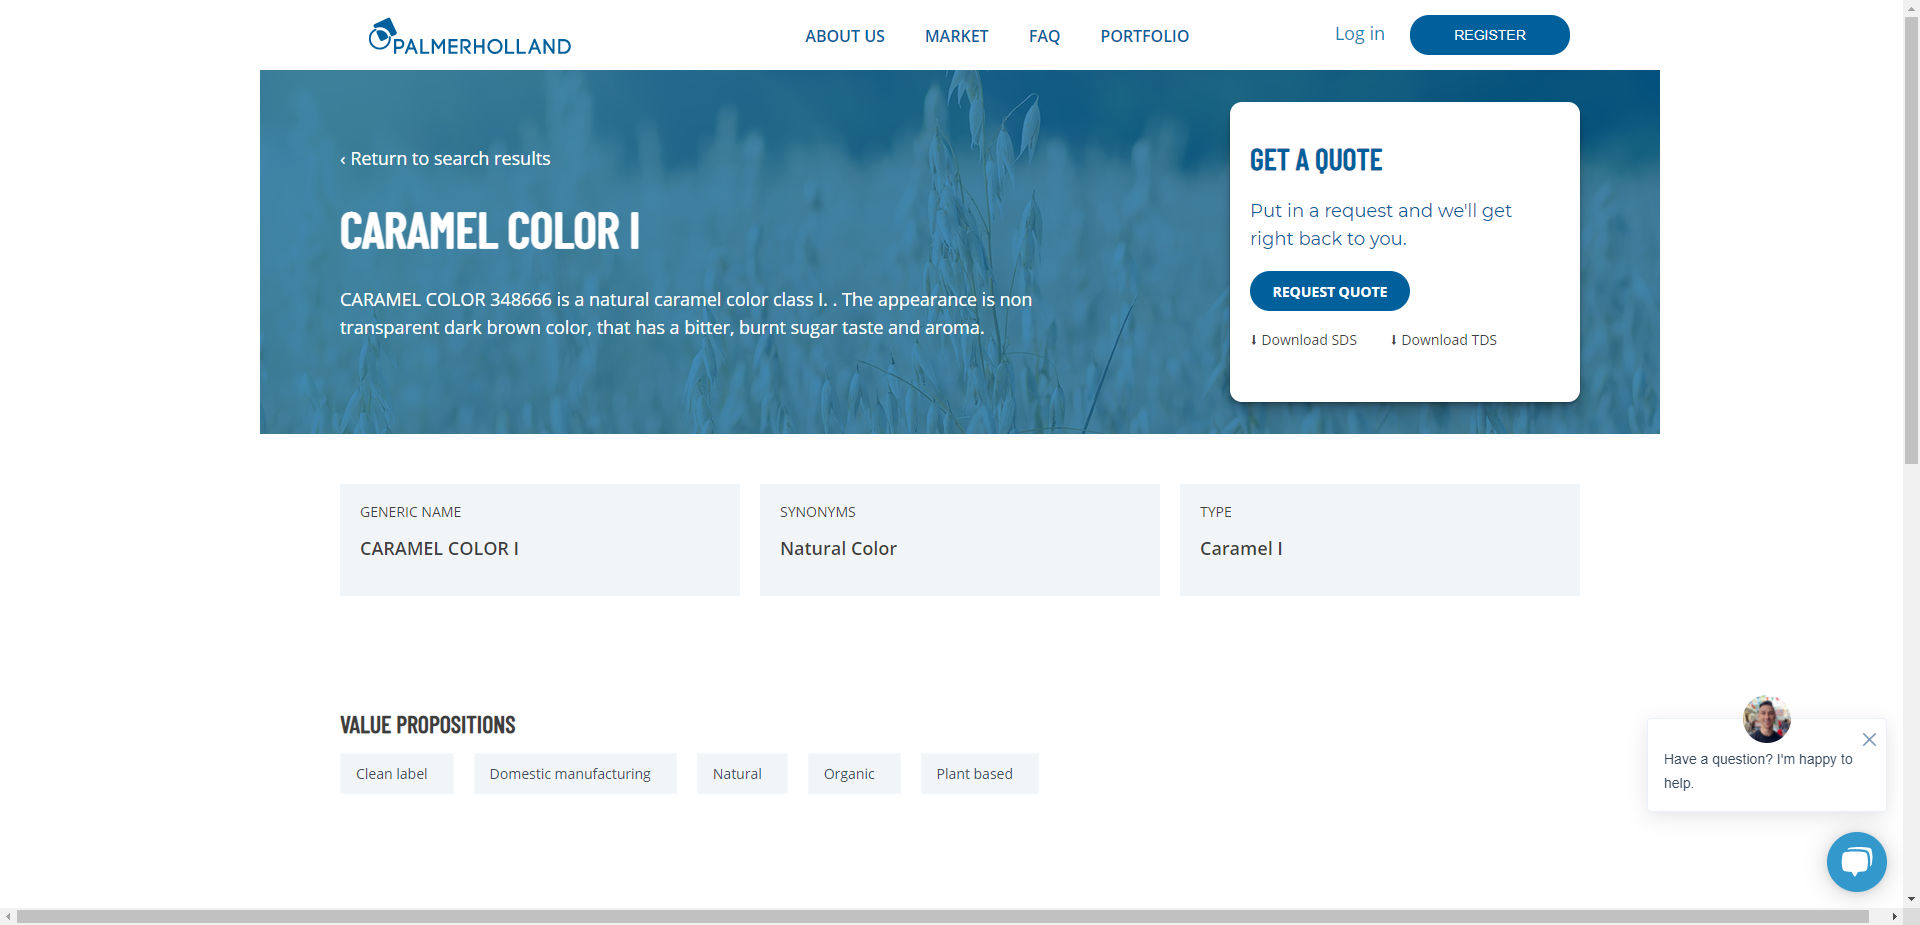 PALMERHOLLAND
ABOUT US
MARKET
FAQ
PORTFOLIO
Log in
REGISTER
‹ Return to search results
CARAMEL COLOR I
CARAMEL COLOR 348666 is a natural caramel color class I. . The appearance is non
transparent dark brown color, that has a bitter, burnt sugar taste and aroma.
GET A QUOTE
Put in a request and we'll get
right back to you.
REQUEST QUOTE
Download SDS
Download TDS
GENERIC NAME
CARAMEL COLOR I
SYNONYMS
Natural Color
TYPE
Caramel I
VALUE PROPOSITIONS
Clean label
Domestic manufacturing
Natural
Organic
Plant based
Have a question? I'm happy to
help.